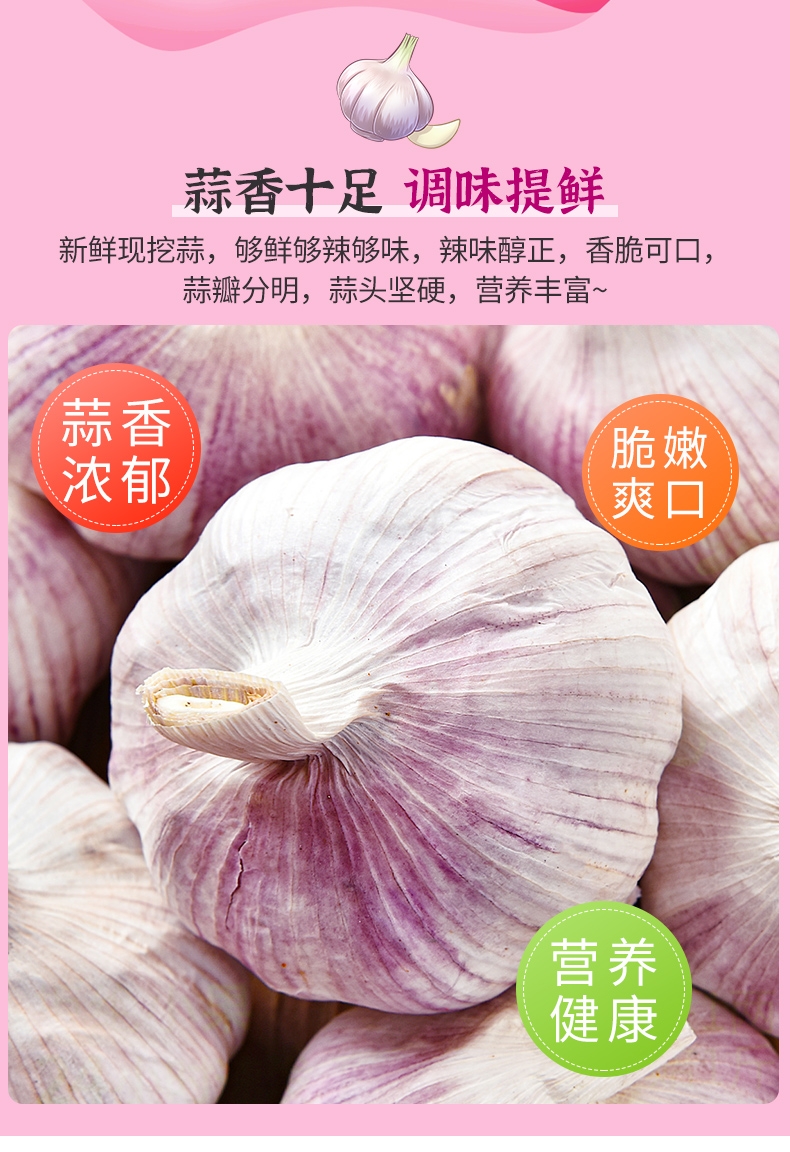 蒜香十足 调味提鲜
新鲜现挖蒜，够鲜够辣够味，辣味醇正，香脆可口，
蒜瓣分明，蒜头坚硬，营养丰富~
蒜香
浓郁
脆嫩
爽口
营养
健康